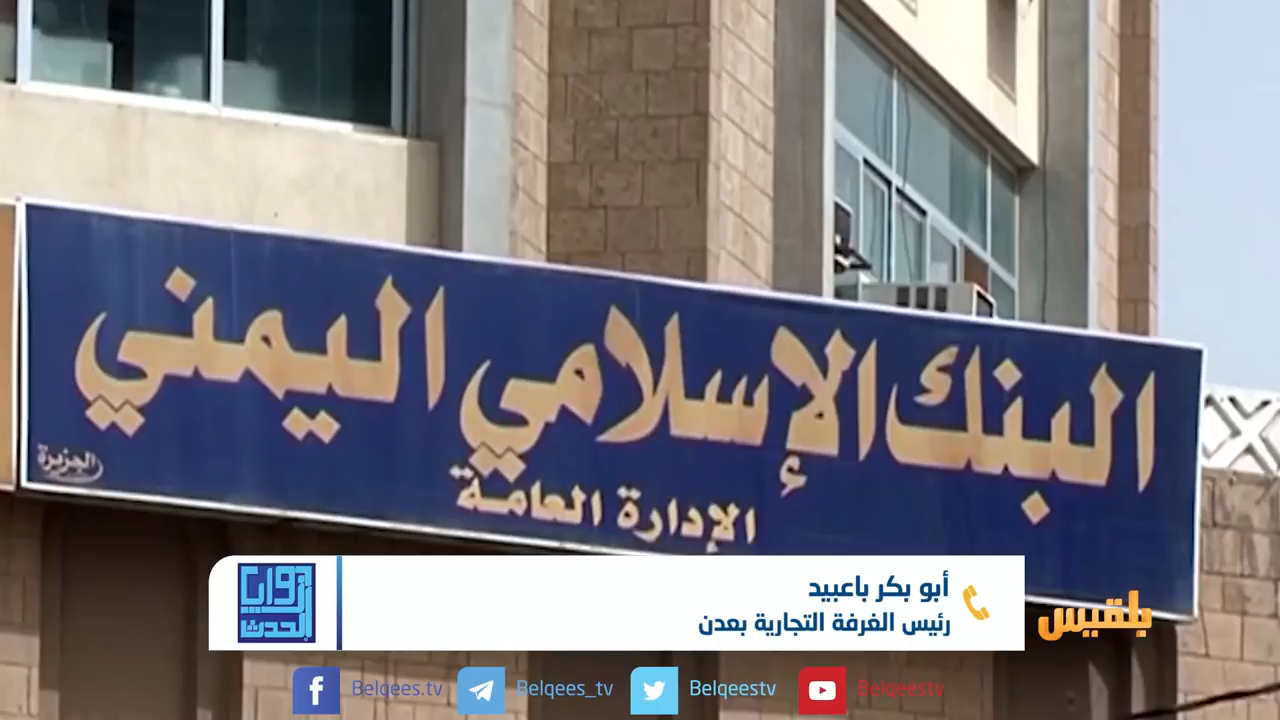 البنك الإسلامي اليمني
الإدارة العامة
الجزيرة
أبو بكر باعبيد
رئيس الغرفة التجارية بعدن
بلقيس
زوايا الحدث
Belqees.tv
Belqees_tv
Belqeestv
Belqeestv